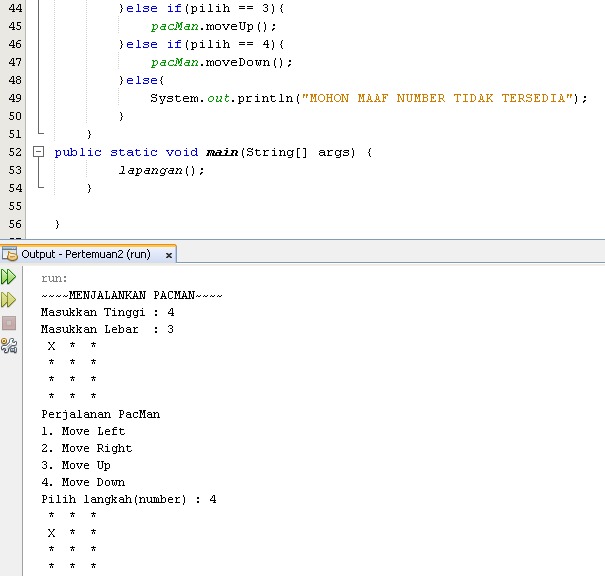 44 }else if(pilih == 3){
45 pacMan.moveUp();
46 }else if(pilih == 4){
47 pacMan.moveDown();
48 }else{
49 System.out.println("MOHON MAAF NUMBER TIDAK TERSEDIA");
50 }
51 }
52 public static void main(String[] args) {
53 lapangan();
54 }
55
56 }
Output - Pertemuan2 (run) x
run:
~~~~MENJALANKAN PACMAN~~~~
Masukkan Tinggi : 4
Masukkan Lebar : 3
X * *
* * *
* * *
* * *
Perjalanan PacMan
1. Move Left
2. Move Right
3. Move Up
4. Move Down
Pilih langkah(number) : 4
* * *
X * *
* * *
* * *